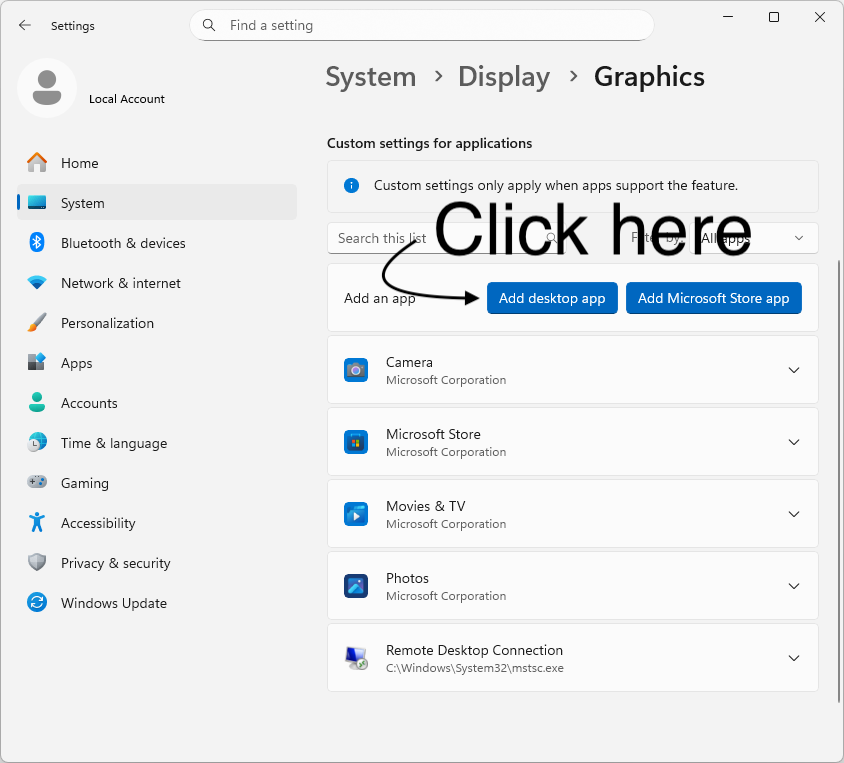 Settings
Find a setting
Local Account
Home
System
Bluetooth & devices
Network & internet
Personalization
Apps
Accounts
Time & language
Gaming
Accessibility
Privacy & security
Windows Update
System > Display > Graphics
Custom settings for applications
Custom settings only apply when apps support the feature.
Click here
Search this list
Filter by: All apps
Add an app
Add desktop app
Add Microsoft Store app
Camera
Microsoft Corporation
Microsoft Store
Microsoft Corporation
Movies & TV
Microsoft Corporation
Photos
Microsoft Corporation
Remote Desktop Connection
C:\Windows\System32\mstsc.exe